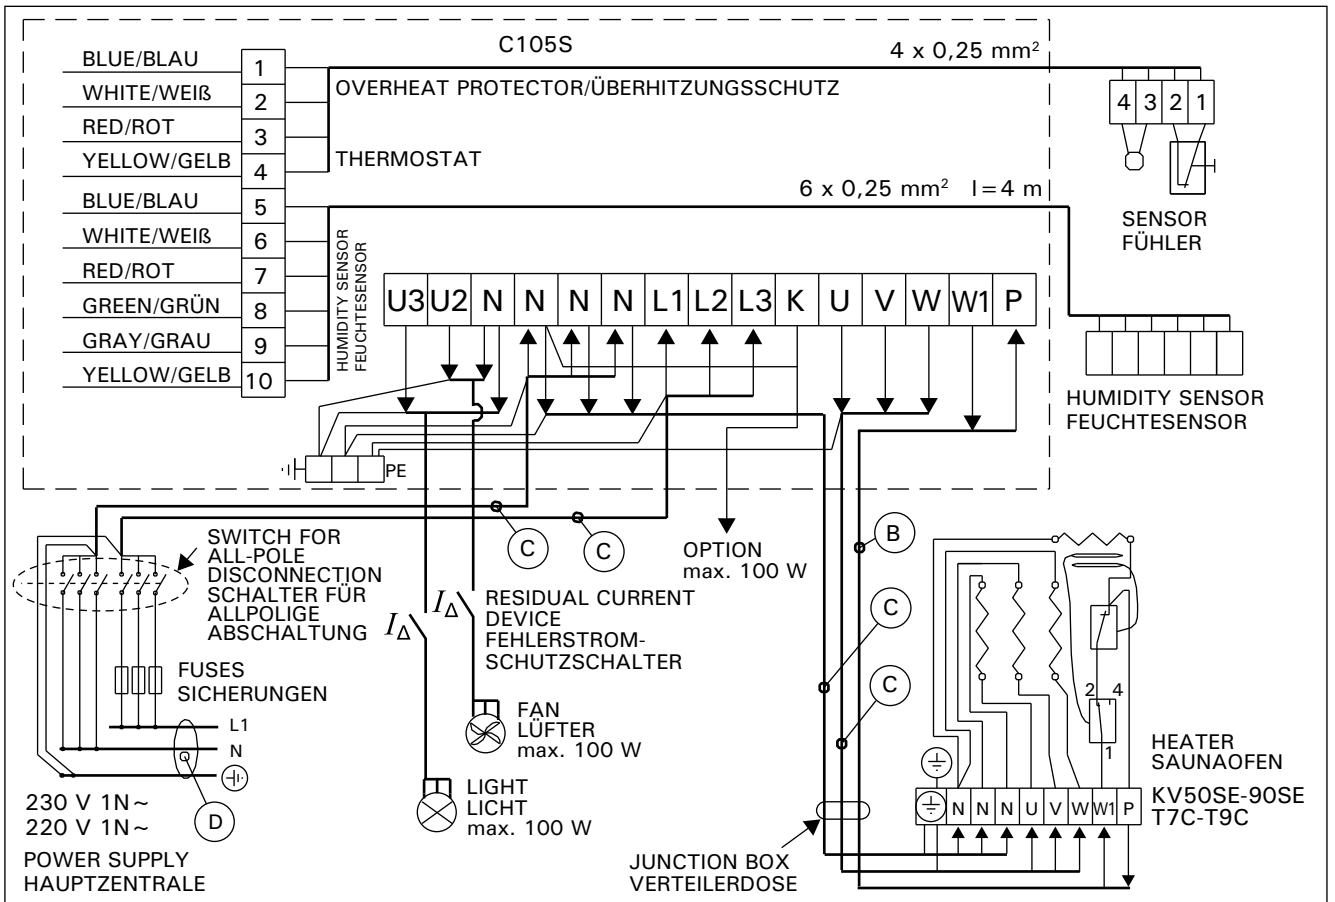 C105S
4 x 0,25 mm²
BLUE/BLAU 1
WHITE/WEIß 2
RED/ROT 3
YELLOW/GELB 4
BLUE/BLAU 5
WHITE/WEIß 6
RED/ROT 7
GREEN/GRÜN 8
GRAY/GRAU 9
YELLOW/GELB 10
OVERHEAT PROTECTOR/ÜBERHITZUNGSSCHUTZ
THERMOSTAT
4 3 2 1
SENSOR
FÜHLER
6 x 0,25 mm² l=4 m
HUMIDITY SENSOR
FEUCHTESENSOR
U3 U2 N N N N L1 L2 L3 K U V W W1 P
HUMIDITY SENSOR
FEUCHTESENSOR
PE
SWITCH FOR
ALL-POLE
DISCONNECTION
SCHALTER FÜR
ALLPOLIGE
ABSCHALTUNG
C
C
OPTION
max. 100 W
B
C
C
I∆
I∆
RESIDUAL CURRENT
DEVICE
FEHLERSTROM-
SCHUTZSCHALTER
FUSES
SICHERUNGEN
L1
N
D
230 V 1N~
220 V 1N~
POWER SUPPLY
HAUPTZENTRALE
FAN
LÜFTER
max. 100 W
LIGHT
LICHT
max. 100 W
JUNCTION BOX
VERTEILERDOSE
2 4
1
N N N U V W W1 P
HEATER
SAUNAOFEN
KV50SE-90SE
T7C-T9C